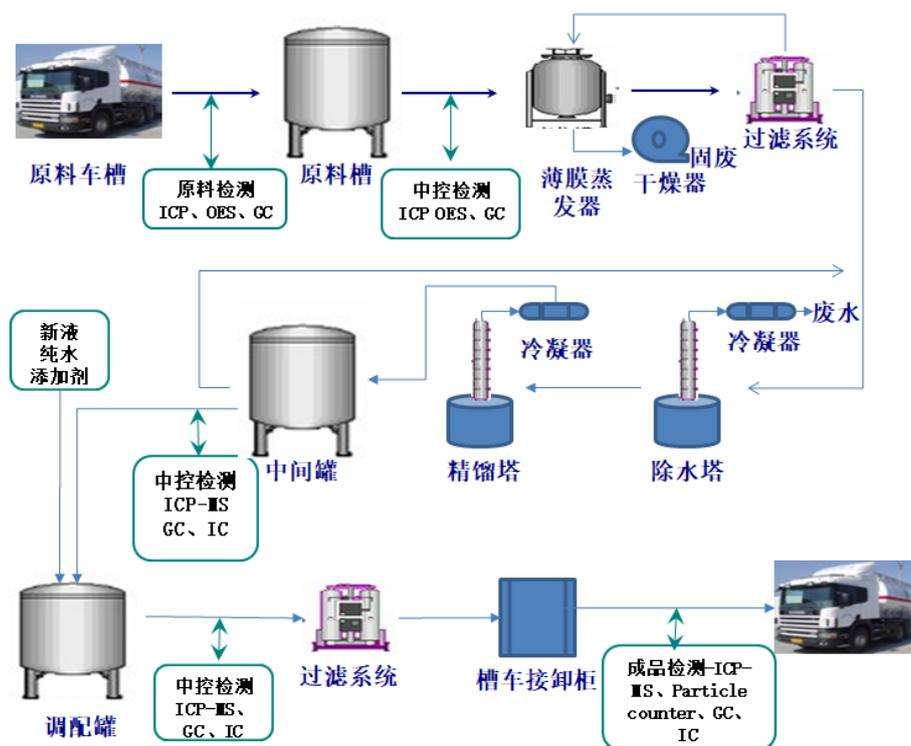 原料车槽
原料检测
ICP、OES、GC
原料槽
中控检测
ICP OES、GC
薄膜蒸
发器
固废
干燥器
过滤系统
新液
纯水
添加剂
中间罐
冷凝器
精馏塔
冷凝器
废水
除水塔
中控检测
ICP-MS
GC、IC
调配罐
中控检测
ICP-MS、
GC、IC
过滤系统
槽车接卸柜
成品检测-ICP-
MS、Particle
counter、GC、
IC